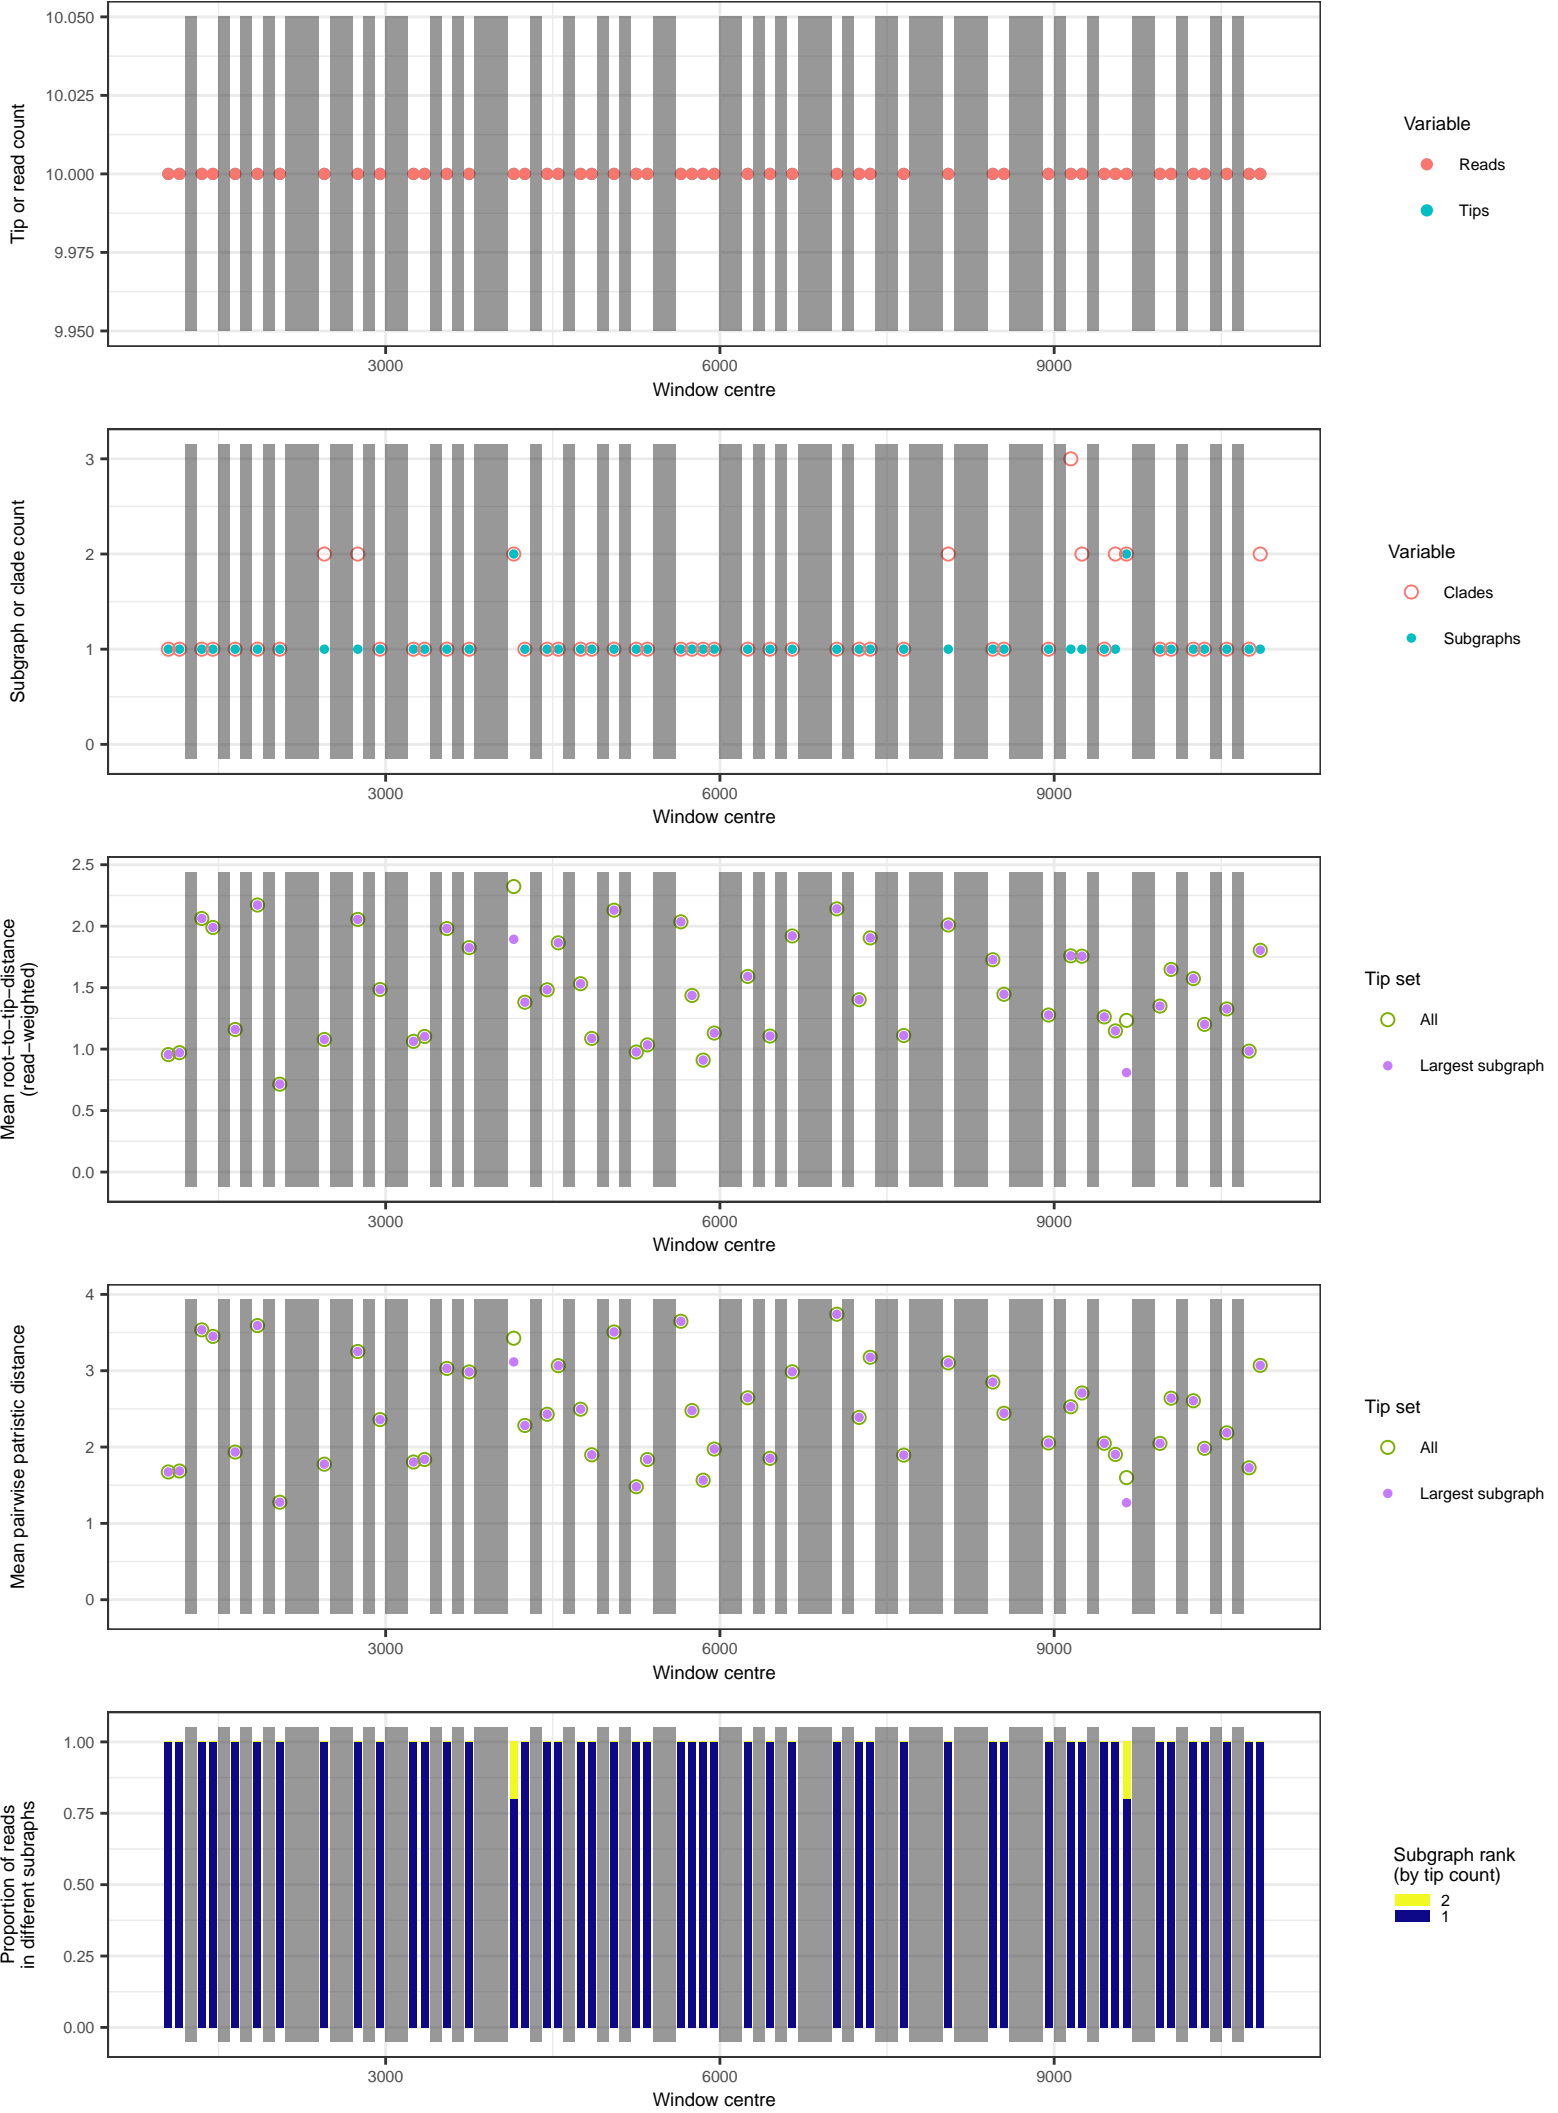 10.050
10.025
10.000
9.975
9.950
Tip or read count
3000
6000
9000
Window centre
Variable
Reads
Tips
3
2
1
0
Subgraph or clade count
3000
6000
9000
Window centre
Variable
Clades
Subgraphs
2.5
2.0
1.5
1.0
0.5
0.0
Mean root−to−tip−distance
(read−weighted)
3000
6000
9000
Window centre
Tip set
All
Largest subgraph
4
3
2
1
0
Mean pairwise patristic distance
3000
6000
9000
Window centre
Tip set
All
Largest subgraph
1.00
0.75
0.50
0.25
0.00
Proportion of reads
in different subraphs
3000
6000
9000
Window centre
Subgraph rank
(by tip count)
2
1